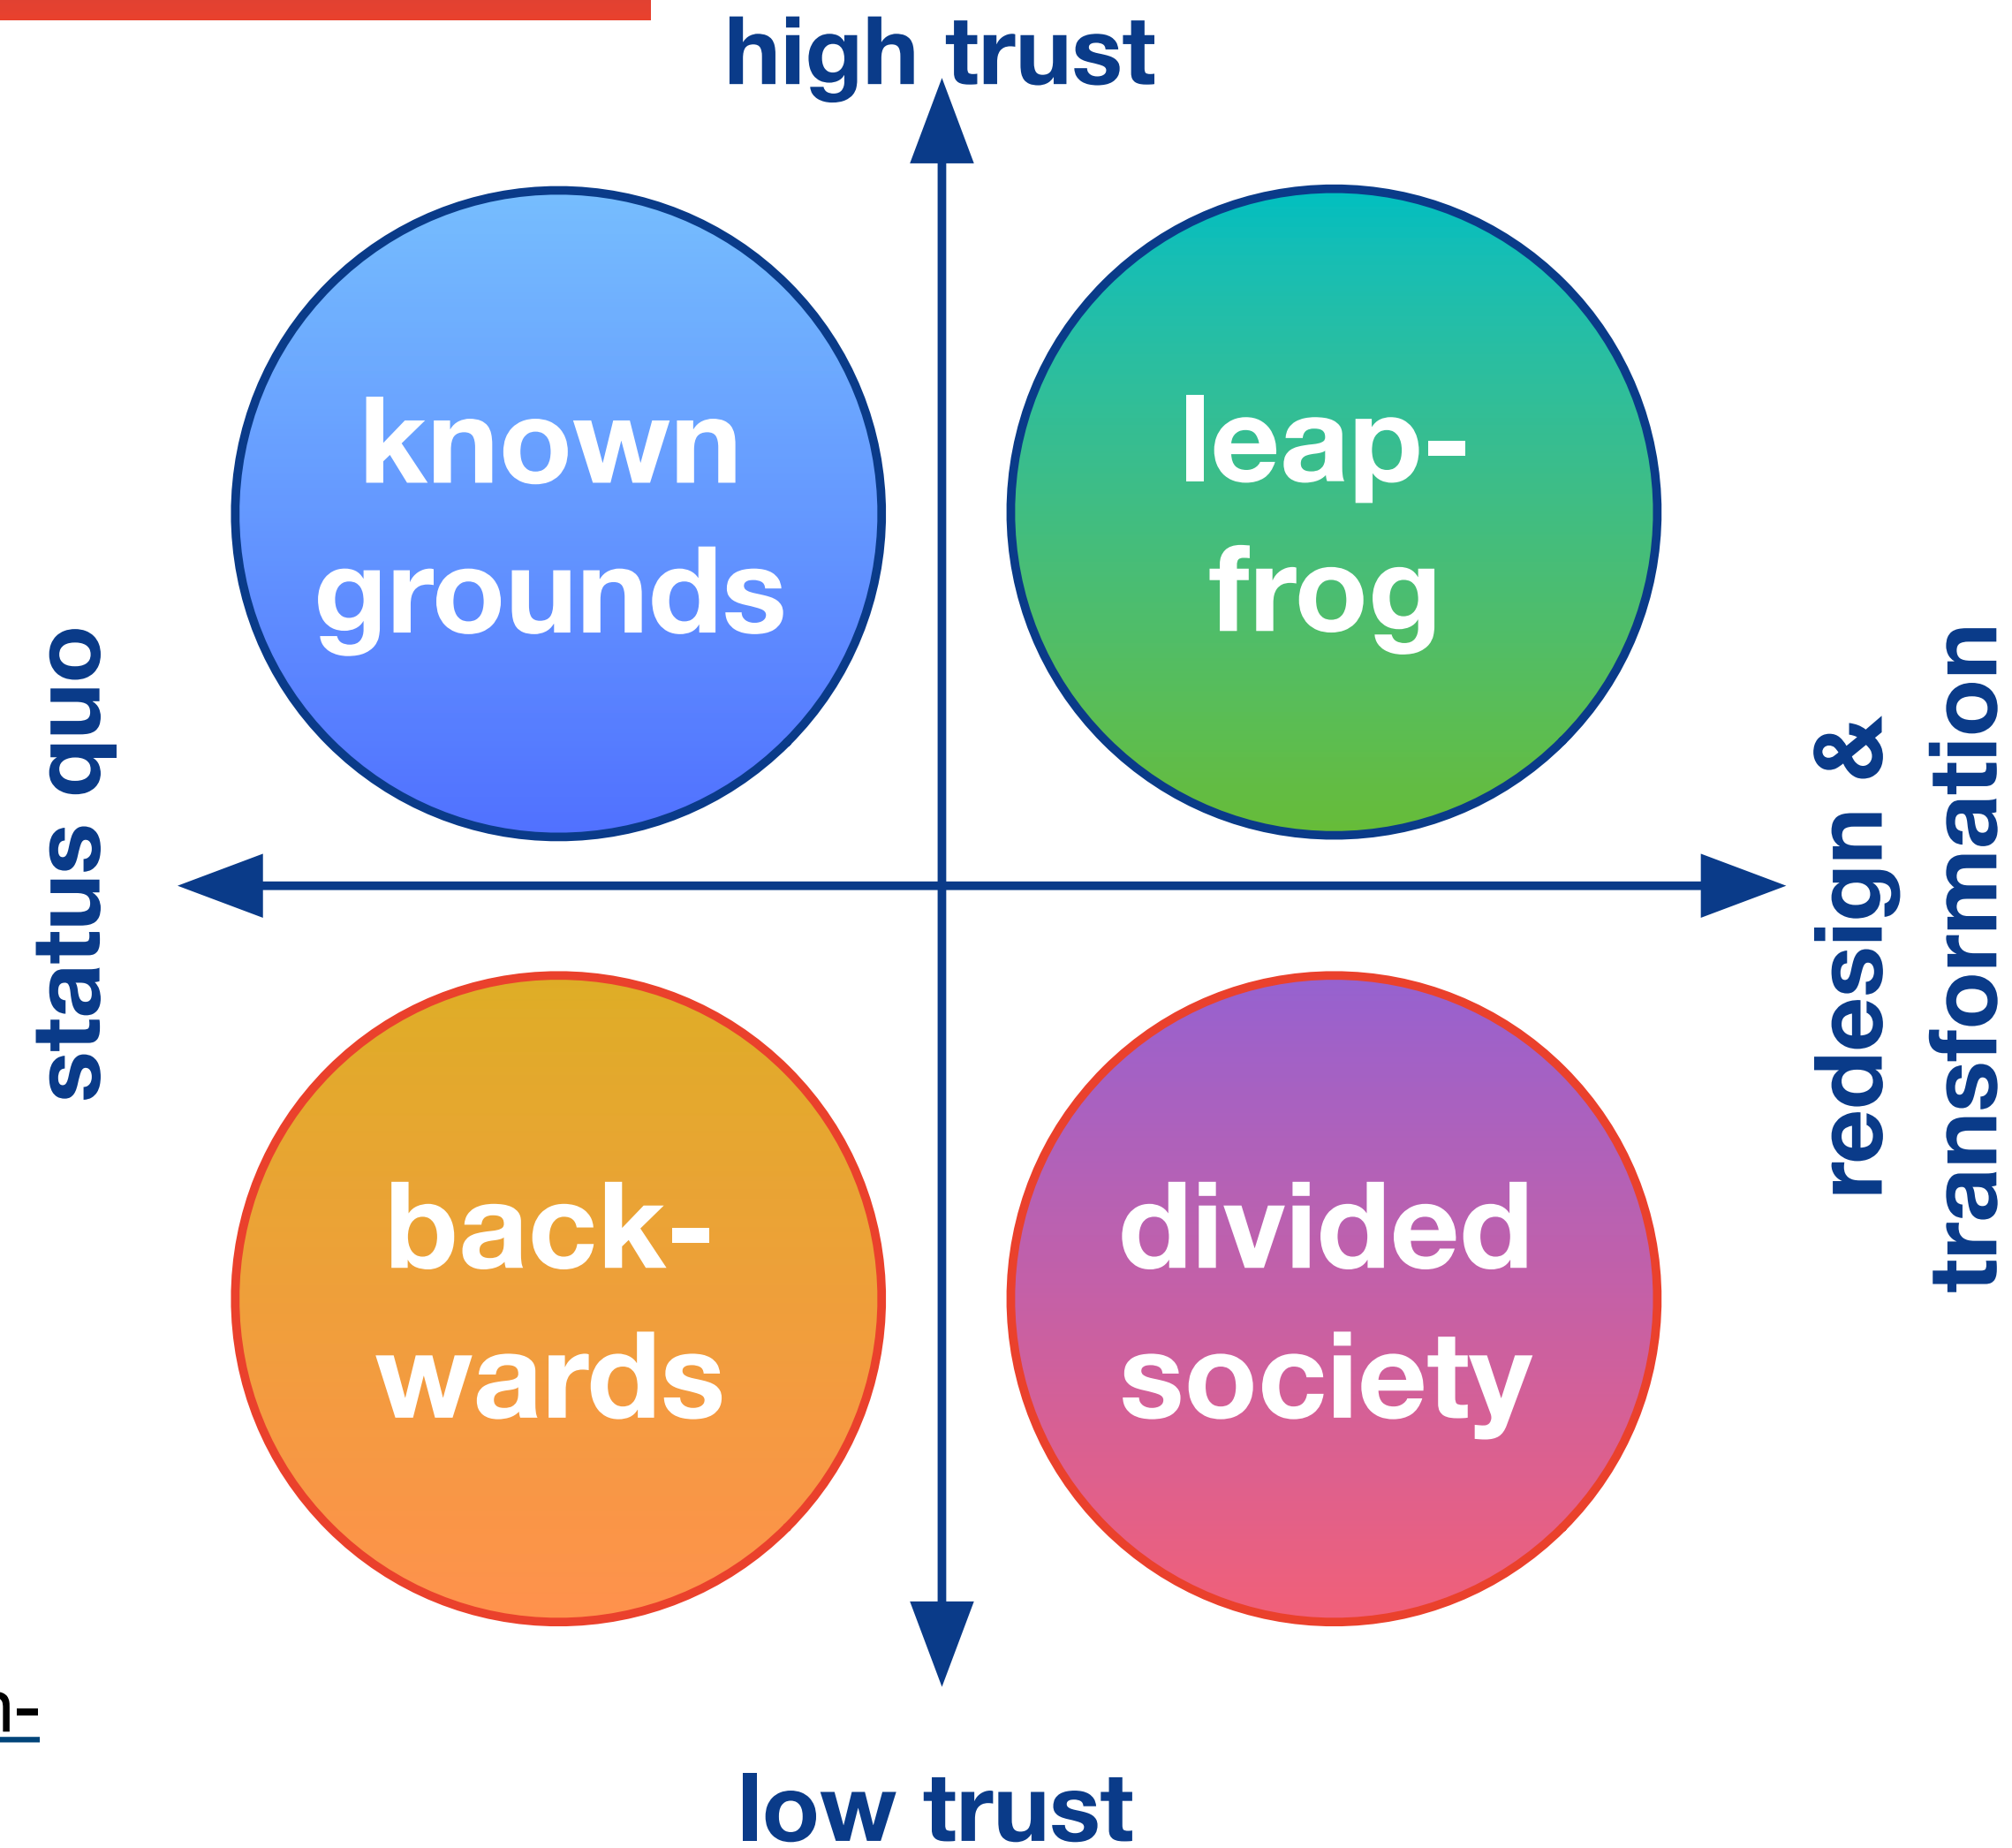 high trust
known
grounds
leap-
frog
status quo
redesign &
transformation
back-
wards
divided
society
low trust